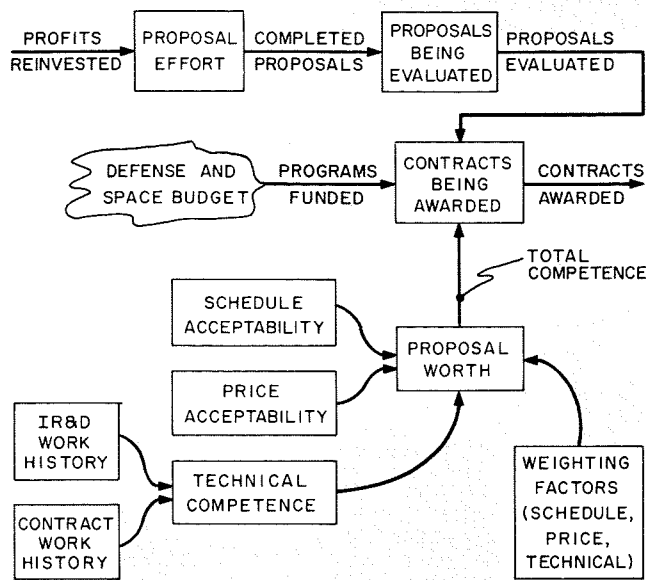 PROFITS
REINVESTED
PROPOSAL
EFFORT
COMPLETED
PROPOSALS
PROPOSALS
BEING
EVALUATED
PROPOSALS
EVALUATED
DEFENSE AND
SPACE BUDGET
PROGRAMS
FUNDED
CONTRACTS
BEING
AWARDED
CONTRACTS
AWARDED
TOTAL
COMPETENCE
SCHEDULE
ACCEPTABILITY
PROPOSAL
WORTH
PRICE
ACCEPTABILITY
IR&D
WORK
HISTORY
TECHNICAL
COMPETENCE
CONTRACT
WORK
HISTORY
WEIGHTING
FACTORS
(SCHEDULE,
PRICE,
TECHNICAL)